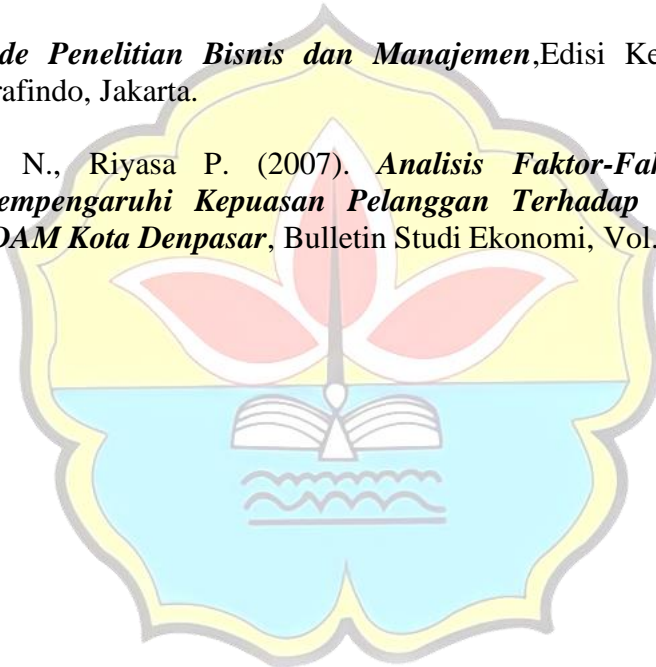 de Penelitian Bisnis dan Manajemen,Edisi Ke
rafindo, Jakarta.
N., Riyasa P. (2007). Analisis Faktor-Fak
empengaruhi Kepuasan Pelanggan Terhadap
DAM Kota Denpasar, Bulletin Studi Ekonomi, Vol.